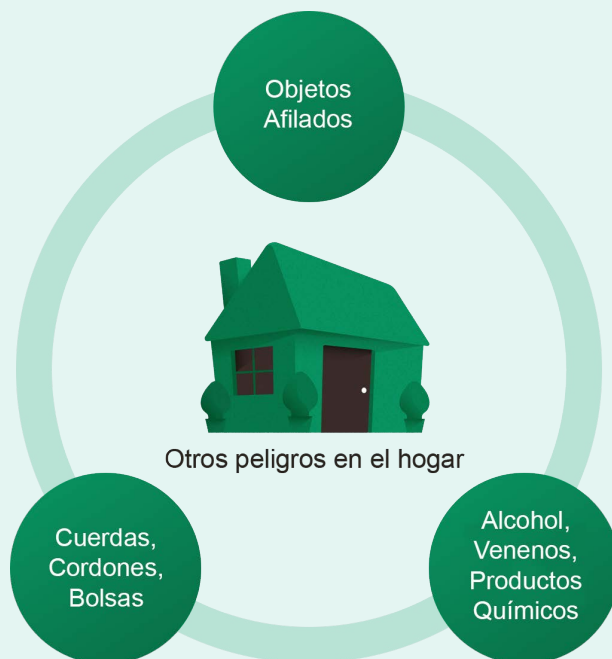 Objetos
Afilados
Otros peligros en el hogar
Cuerdas,
Cordones,
Bolsas
Alcohol,
Venenos,
Productos
Químicos